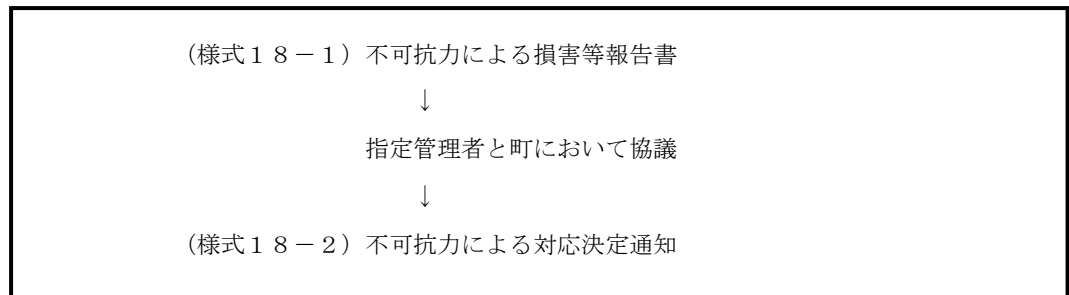 （様式１８－１）不可抗力による損害等報告書
↓
指定管理者と町において協議
↓
（様式１８－２）不可抗力による対応決定通知